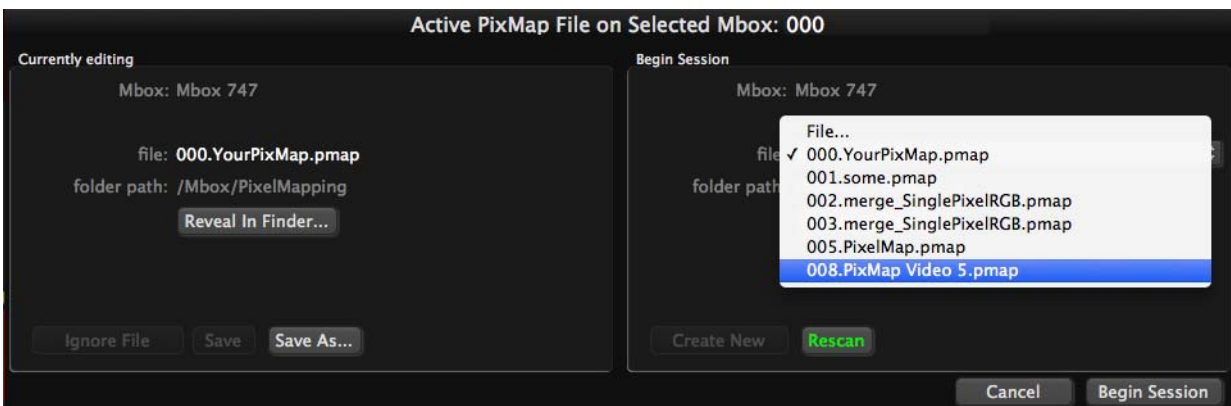 Active PixMap File on Selected Mbox: 000
Currently editing
Mbox: Mbox 747
file: 000.YourPixMap.pmap
folder path: /Mbox/PixelMapping
Reveal In Finder...
Ignore File
Save
Save As...
Begin Session
Mbox: Mbox 747
file
folder path
File...
✓ 000.YourPixMap.pmap
001.some.pmap
002.merge_SinglePixelRGB.pmap
003.merge_SinglePixelRGB.pmap
005.PixelMap.pmap
008.PixMap Video 5.pmap
Create New
Rescan
Cancel
Begin Session